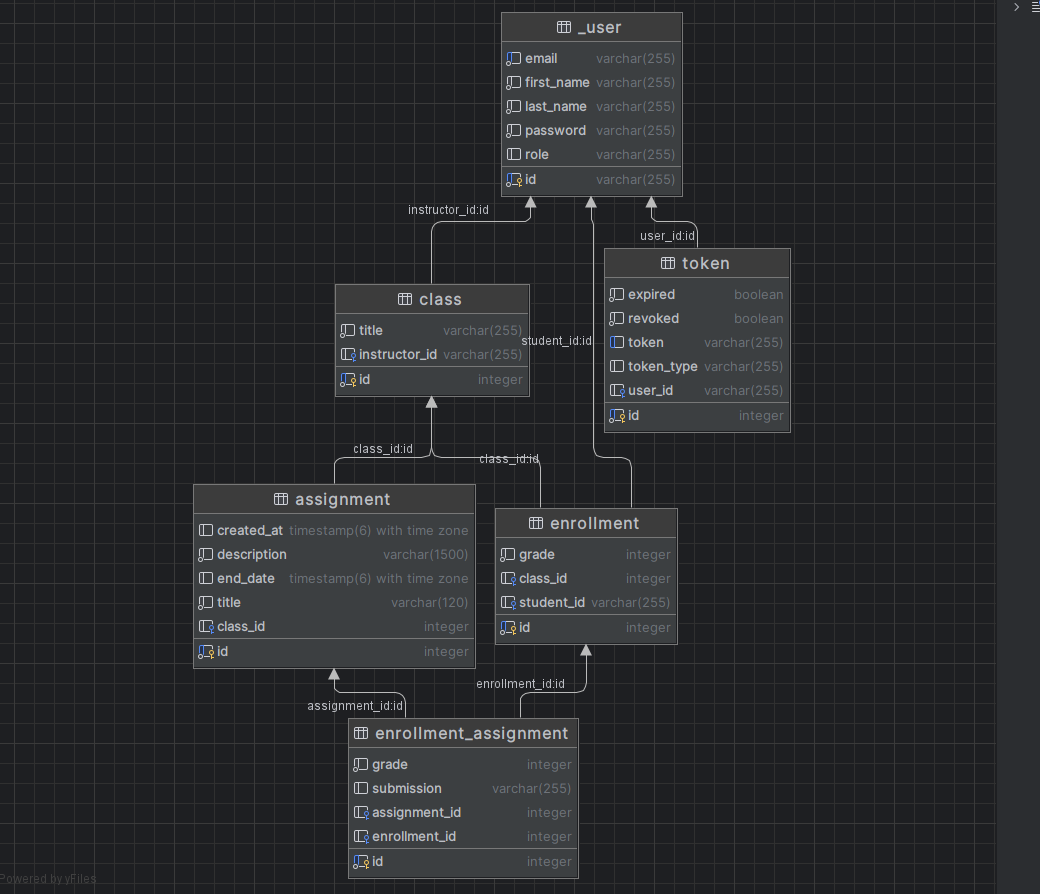 _user
email varchar(255)
first_name varchar(255)
last_name varchar(255)
password varchar(255)
role varchar(255)
id varchar(255)
instructor_id:id
user_id:id
token
expired boolean
revoked boolean
token varchar(255)
token_type varchar(255)
user_id varchar(255)
id integer
class
title varchar(255)
instructor_id varchar(255)
id integer
student_id:id
class_id:id
class_id:id
assignment
created_at timestamp(6) with time zone
description varchar(1500)
end_date timestamp(6) with time zone
title varchar(120)
class_id integer
id integer
enrollment
grade integer
class_id integer
student_id varchar(255)
id integer
enrollment_id:id
assignment_id:id
enrollment_assignment
grade integer
submission varchar(255)
assignment_id integer
enrollment_id integer
id integer
Powered by yFiles